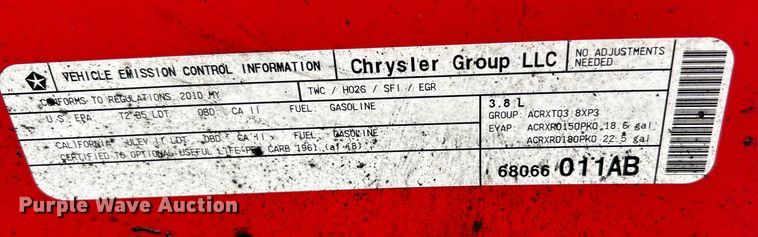 VEHICLE EMISSION CONTROL INFORMATION
Chrysler Group LLC
NO ADJUSTMENTS
NEEDED
CONFORMS TO REGULATIONS: 2010 MY
TWC / HO2S / SFI / EGR
U.S. EPA T2 B5 LDT OBD: CA II FUEL: GASOLINE
CALIFORNIA: ULEV II LDT OBD: CA II FUEL: GASOLINE
CERTIFIED TO OPTIONAL USEFUL LIFE PER CARB 1961.(a) (8)
3.8 L
GROUP: ACRXT03.8XP3
EVAP: ACRXR0150PK0 18.6 gal
ACRXR0180PK0 22.5 gal
68066 011AB
Purple Wave Auction